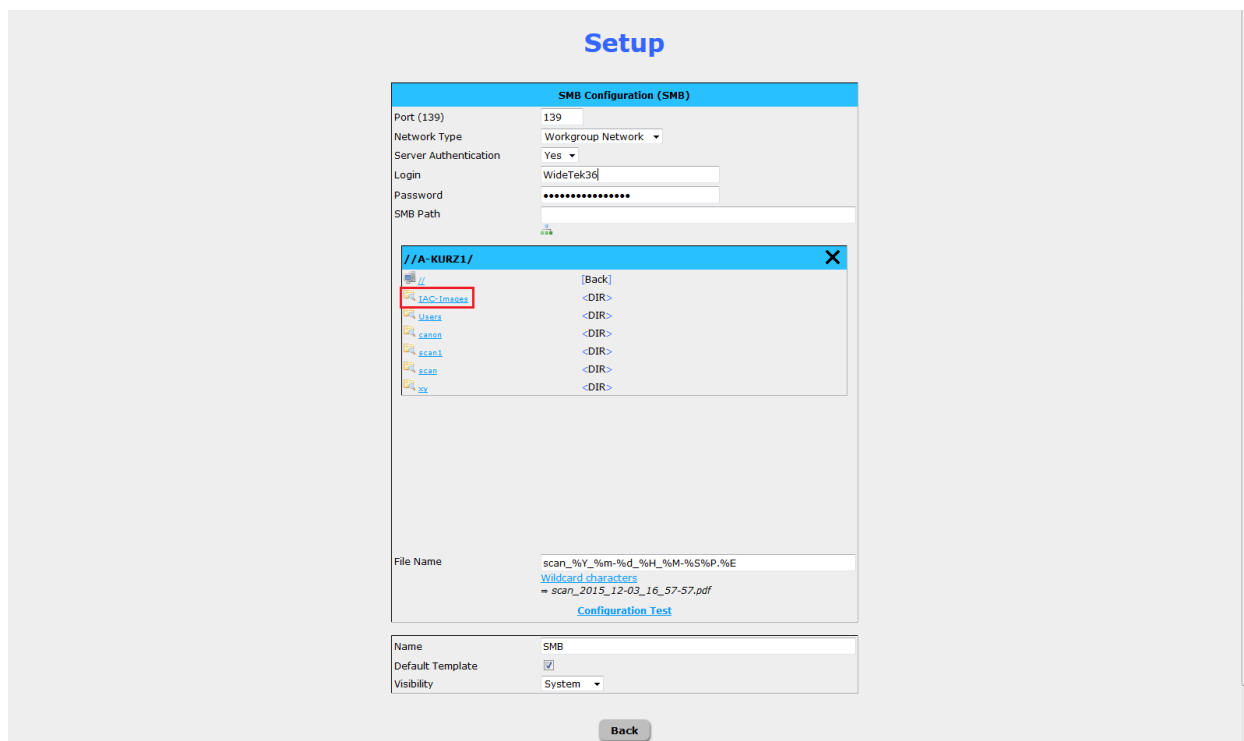 Setup
SMB Configuration (SMB)
Port (139) 139
Network Type Workgroup Network
Server Authentication Yes
Login WideTek36
Password ••••••••••••••••
SMB Path
//A-KURZ1/ X
// [Back]
IAC-Images <DIR>
Users <DIR>
canon <DIR>
scan1 <DIR>
scan <DIR>
xy <DIR>
File Name scan_%Y_%m-%d_%H_%M-%S%P.%E
Wildcard characters
⇒ scan_2015_12-03_16_57-57.pdf
Configuration Test
Name SMB
Default Template
Visibility System
Back